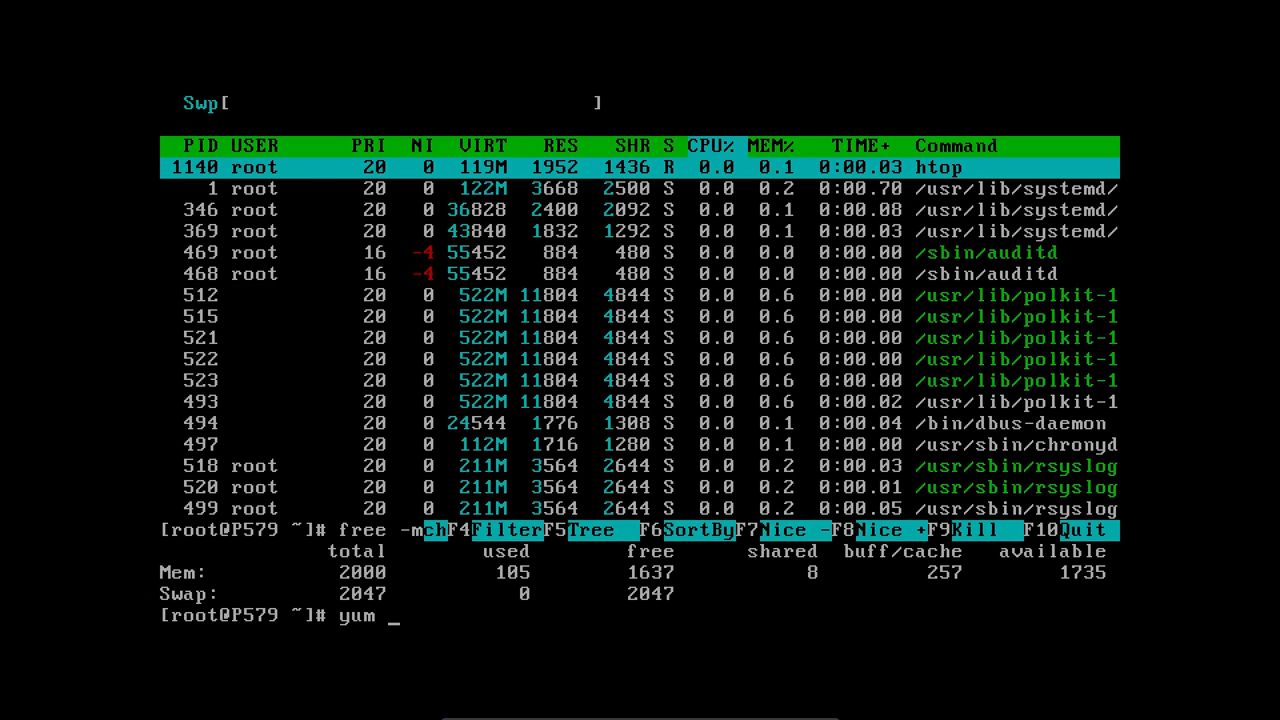 Swp[ ]
PID USER PRI NI VIRT RES SHR S CPU% MEM% TIME+ Command
1140 root 20 0 119M 1952 1436 R 0.0 0.1 0:00.03 htop
1 root 20 0 122M 3668 2500 S 0.0 0.2 0:00.70 /usr/lib/systemd/
346 root 20 0 36828 2400 2092 S 0.0 0.1 0:00.08 /usr/lib/systemd/
369 root 20 0 43840 1832 1292 S 0.0 0.1 0:00.03 /usr/lib/systemd/
469 root 16 -4 55452 884 480 S 0.0 0.0 0:00.00 /sbin/auditd
468 root 16 -4 55452 884 480 S 0.0 0.0 0:00.00 /sbin/auditd
512 20 0 522M 11804 4844 S 0.0 0.6 0:00.00 /usr/lib/polkit-1
515 20 0 522M 11804 4844 S 0.0 0.6 0:00.00 /usr/lib/polkit-1
521 20 0 522M 11804 4844 S 0.0 0.6 0:00.00 /usr/lib/polkit-1
522 20 0 522M 11804 4844 S 0.0 0.6 0:00.00 /usr/lib/polkit-1
523 20 0 522M 11804 4844 S 0.0 0.6 0:00.00 /usr/lib/polkit-1
493 20 0 522M 11804 4844 S 0.0 0.6 0:00.02 /usr/lib/polkit-1
494 20 0 24544 1776 1308 S 0.0 0.1 0:00.04 /bin/dbus-daemon
497 20 0 112M 1716 1280 S 0.0 0.1 0:00.00 /usr/sbin/chronyd
518 root 20 0 211M 3564 2644 S 0.0 0.2 0:00.03 /usr/sbin/rsyslog
520 root 20 0 211M 3564 2644 S 0.0 0.2 0:00.01 /usr/sbin/rsyslog
499 root 20 0 211M 3564 2644 S 0.0 0.2 0:00.05 /usr/sbin/rsyslog
[root@P579 ~]# free -mchF4FilterF5Tree F6SortByF7Nice -F8Nice +F9Kill F10Quit
total used free shared buff/cache available
Mem: 2000 105 1637 8 257 1735
Swap: 2047 0 2047
[root@P579 ~]# yum _